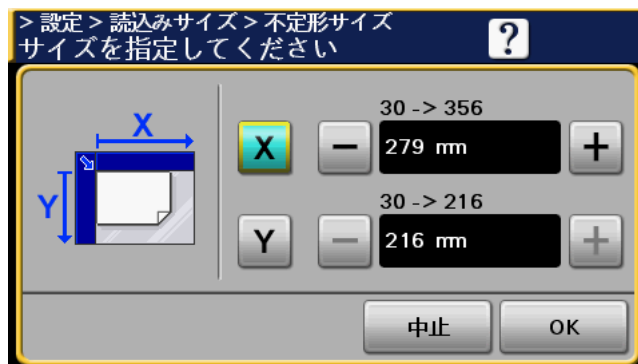 > 設定 > 読込みサイズ > 不定形サイズ
サイズを指定してください
?
X
Y
X
30 -> 356
−
279 mm
+
Y
30 -> 216
−
216 mm
+
中止
OK